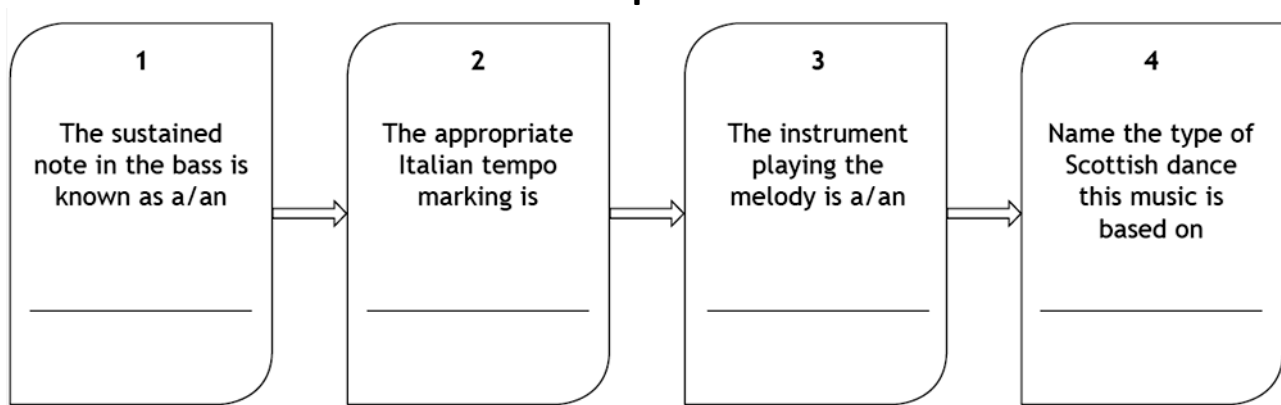 1
The sustained
note in the bass is
known as a/an
2
The appropriate
Italian tempo
marking is
3
The instrument
playing the
melody is a/an
4
Name the type of
Scottish dance
this music is
based on